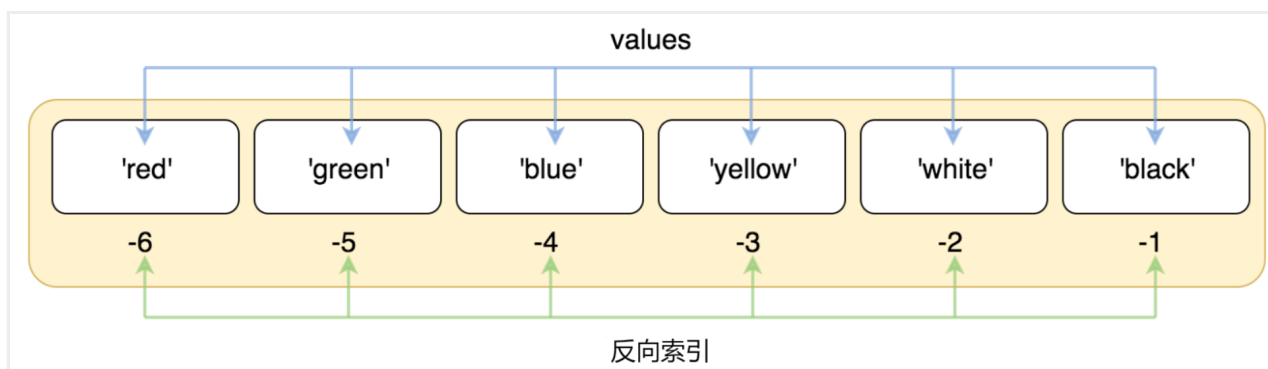 values
'red' 'green' 'blue' 'yellow' 'white' 'black'
-6 -5 -4 -3 -2 -1
反向索引